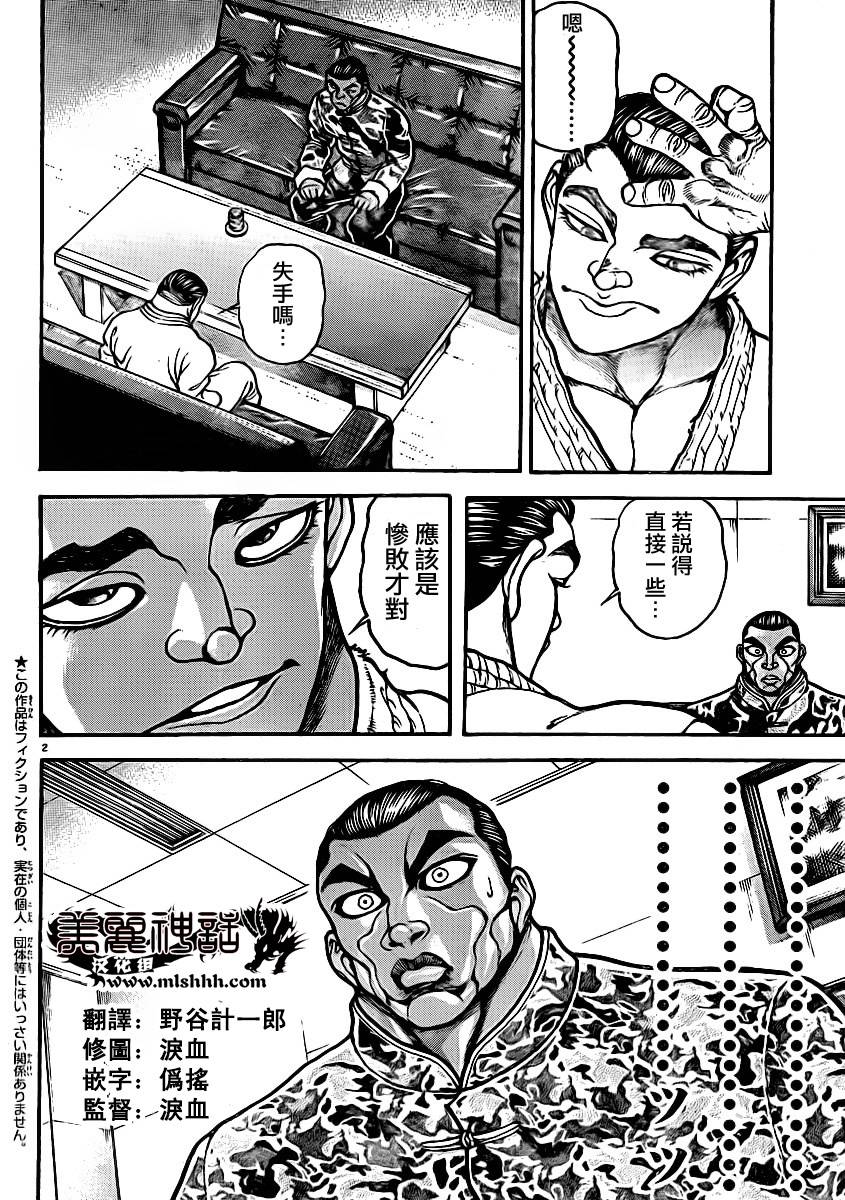 嗯〜〜〜〜……
失手嗎…
若説得
直接一些…
應該是
慘敗才對
2
★この作品はフィクションであり、実在の個人・団体等にはいっさい関係ありません。
ッ
ッ
美麗神話
漢化組
www.mlshhh.com
翻譯：野谷計一郎
修圖：淚血
嵌字：僞搖
監督：淚血